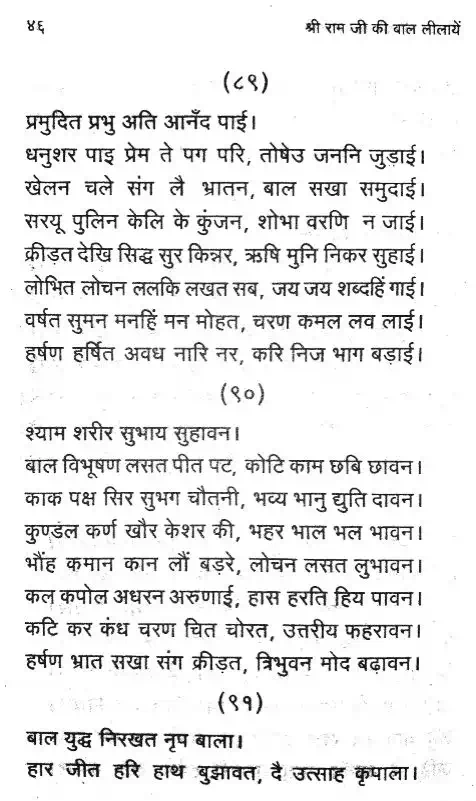 ४६ श्री राम जी की बाल लीलायें
(८९)
प्रमुदित प्रभु अति आनँद पाई।
धनुशर पाइ प्रेम ते पग परि, तोषेउ जननि जुड़ाई।
खेलन चले संग लै भ्रातन, बाल सखा समुदाई।
सरयू पुलिन केलि के कुंजन, शोभा वरणि न जाई।
क्रीड़त देखि सिद्ध सुर किन्नर, ऋषि मुनि निकर सुहाई।
लोभित लोचन ललकि लखत सब, जय जय शब्दहिं गाई।
वर्षत सुमन मनहिं मन मोहत, चरण कमल लव लाई।
हर्षण हर्षित अवध नारि नर, करि निज भाग बड़ाई।
(९०)
श्याम शरीर सुभाय सुहावन।
बाल विभूषण लसत पीत पट, कोटि काम छबि छावन।
काक पक्ष सिर सुभग चौतनी, भव्य भानु द्युति दावन।
कुण्डल कर्ण खौर केशर की, भहर भाल भल भावन।
भौंह कमान कान लौं बड़रे, लोचन लसत लुभावन।
कल कपोल अधरन अरुणाई, हास हरति हिय पावन।
कटि कर कंध चरण चित चोरत, उत्तरीय फहरावन।
हर्षण भ्रात सखा संग क्रीड़त, त्रिभुवन मोद बढ़ावन।
(९१)
बाल युद्ध निरखत नृप बाला।
हार जीत हरि हाथ बुझावत, दै उत्साह कृपाला।